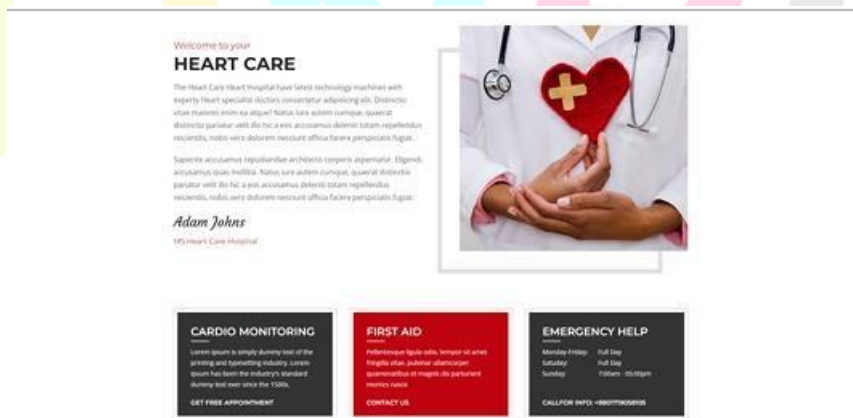 Welcome to your
HEART CARE
The Heart Care Heart Hospital have latest technology machines with
experty Heart specialist doctors consectetur adipisicing elit. Distinctio
vitae maiores enim ea atque! Natus iure autem cumque, quaerat
distinctio pariatur velit illo hic a eos accusamus deleniti totam repellendus
reiciendis, nobis vero dolorem nesciunt officia facere perspiciatis fugiat.
Sapiente accusamus repudiandae architecto corporis aspernatur. Eligendi,
accusamus quas mollitia. Natus iure autem cumque, quaerat distinctio
pariatur velit illo hic a eos accusamus deleniti totam repellendus
reiciendis, nobis vero dolorem nesciunt officia facere perspiciatis fugiat.
Adam Johns
MS Heart Care Hospital
CARDIO MONITORING
Lorem ipsum is simply dummy text of the
printing and typesetting industry. Lorem
ipsum has been the industry's standard
dummy text ever since the 1500s,
GET FREE APPOINTMENT
FIRST AID
Pellentesque ligula odio, tempor sit amet
fringilla vitae, pulvinar ullamcorper
quamenatibus et magnis dis parturient
montes nasce
CONTACT US
EMERGENCY HELP
Monday-Friday: Full Day
Satuday: Full Day
Sunday: 7:00am - 05:00pm
CALLFOR INFO: